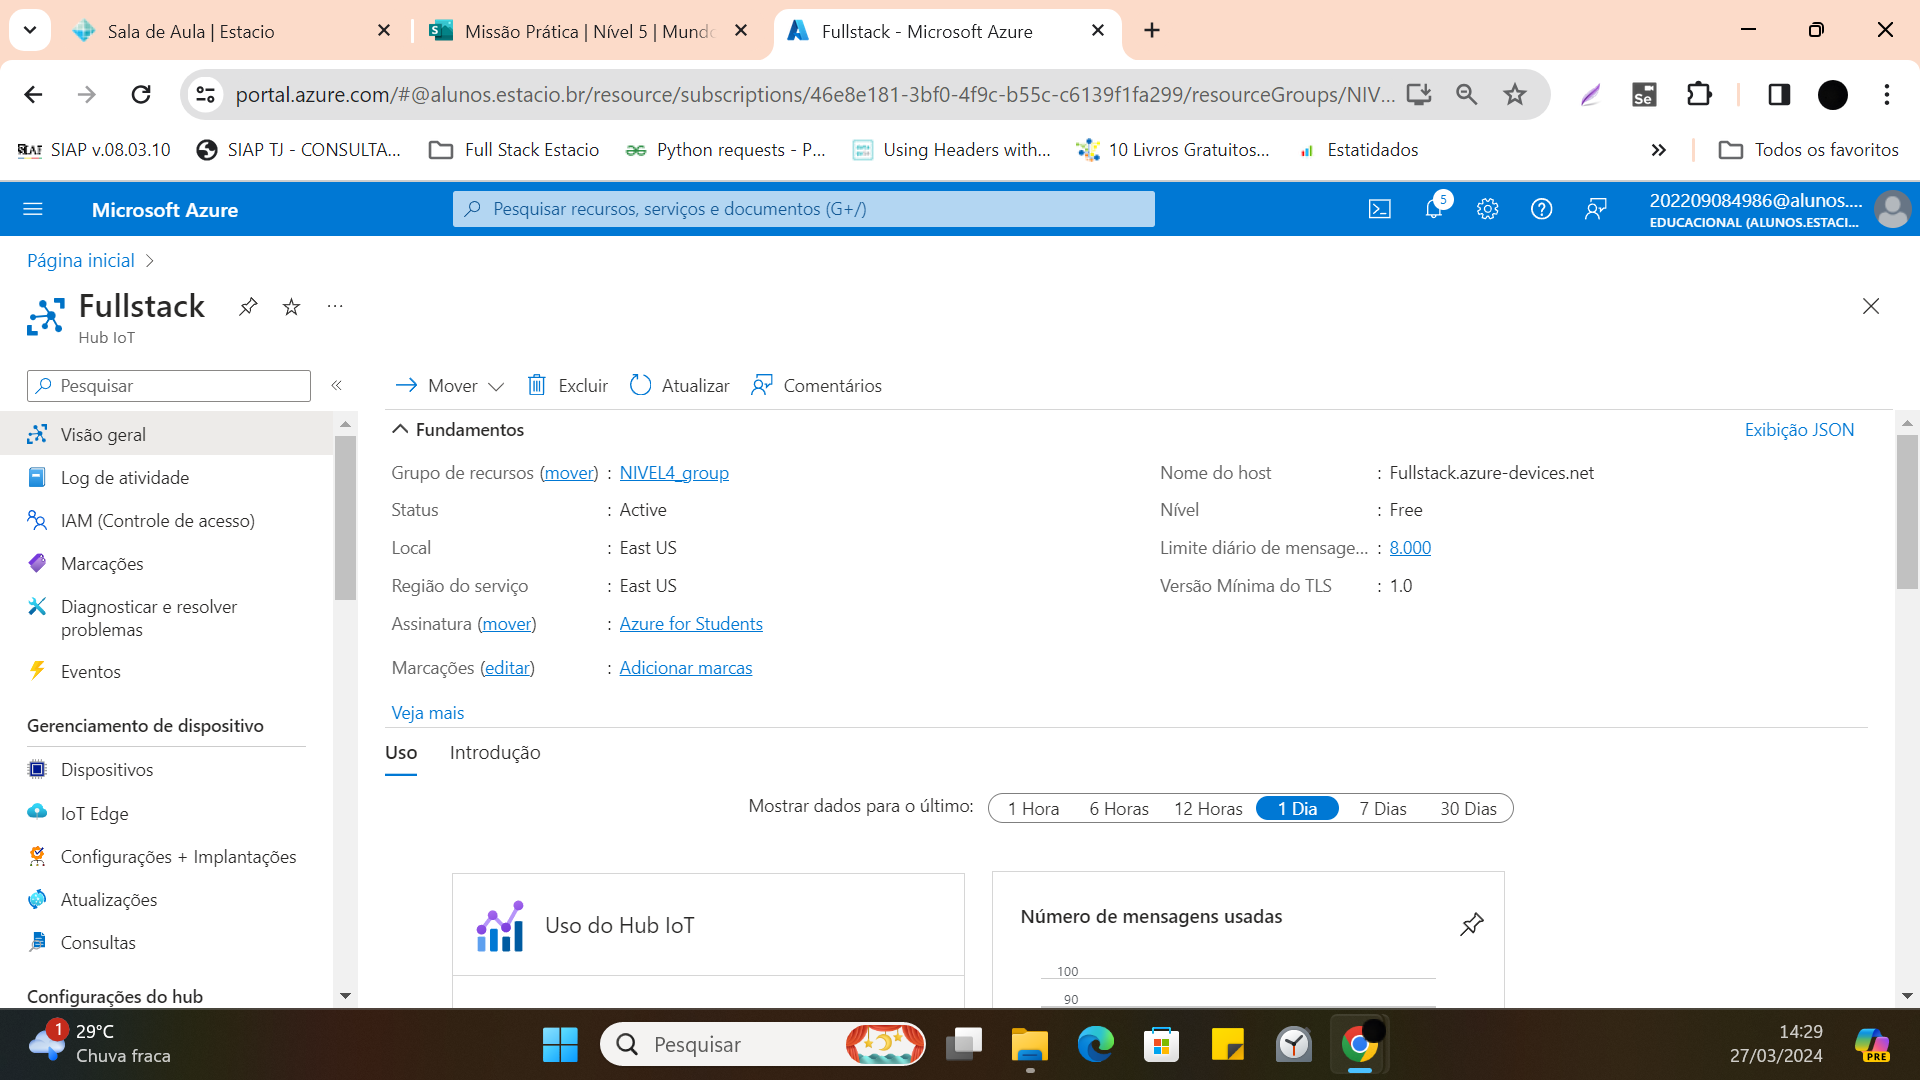 Sala de Aula | Estacio
Missão Prática | Nível 5 | Mund
Fullstack - Microsoft Azure
portal.azure.com/#@alunos.estacio.br/resource/subscriptions/46e8e181-3bf0-4f9c-b55c-c6139f1fa299/resourceGroups/NIV...
Se
SIAP v.08.03.10
SIAP TJ - CONSULTA...
Full Stack Estacio
Python requests - P...
Using Headers with...
10 Livros Gratuitos...
Estatidados
Todos os favoritos
Microsoft Azure
Pesquisar recursos, serviços e documentos (G+/)
5
202209084986@alunos....
EDUCACIONAL (ALUNOS.ESTACI...
Página inicial
Fullstack
Hub IoT
Pesquisar
Mover
Excluir
Atualizar
Comentários
Visão geral
Log de atividade
IAM (Controle de acesso)
Marcações
Diagnosticar e resolver
problemas
Eventos
Gerenciamento de dispositivo
Dispositivos
IoT Edge
Configurações + Implantações
Atualizações
Consultas
Configurações do hub
Fundamentos
Exibição JSON
Grupo de recursos (mover) : NIVEL4_group
Status : Active
Local : East US
Região do serviço : East US
Assinatura (mover) : Azure for Students
Marcações (editar) : Adicionar marcas
Nome do host : Fullstack.azure-devices.net
Nível : Free
Limite diário de mensage... : 8.000
Versão Mínima do TLS : 1.0
Veja mais
Uso
Introdução
Mostrar dados para o último:
1 Hora
6 Horas
12 Horas
1 Dia
7 Dias
30 Dias
Uso do Hub IoT
Número de mensagens usadas
100
90
1
29°C
Chuva fraca
Pesquisar
14:29
27/03/2024
PRE